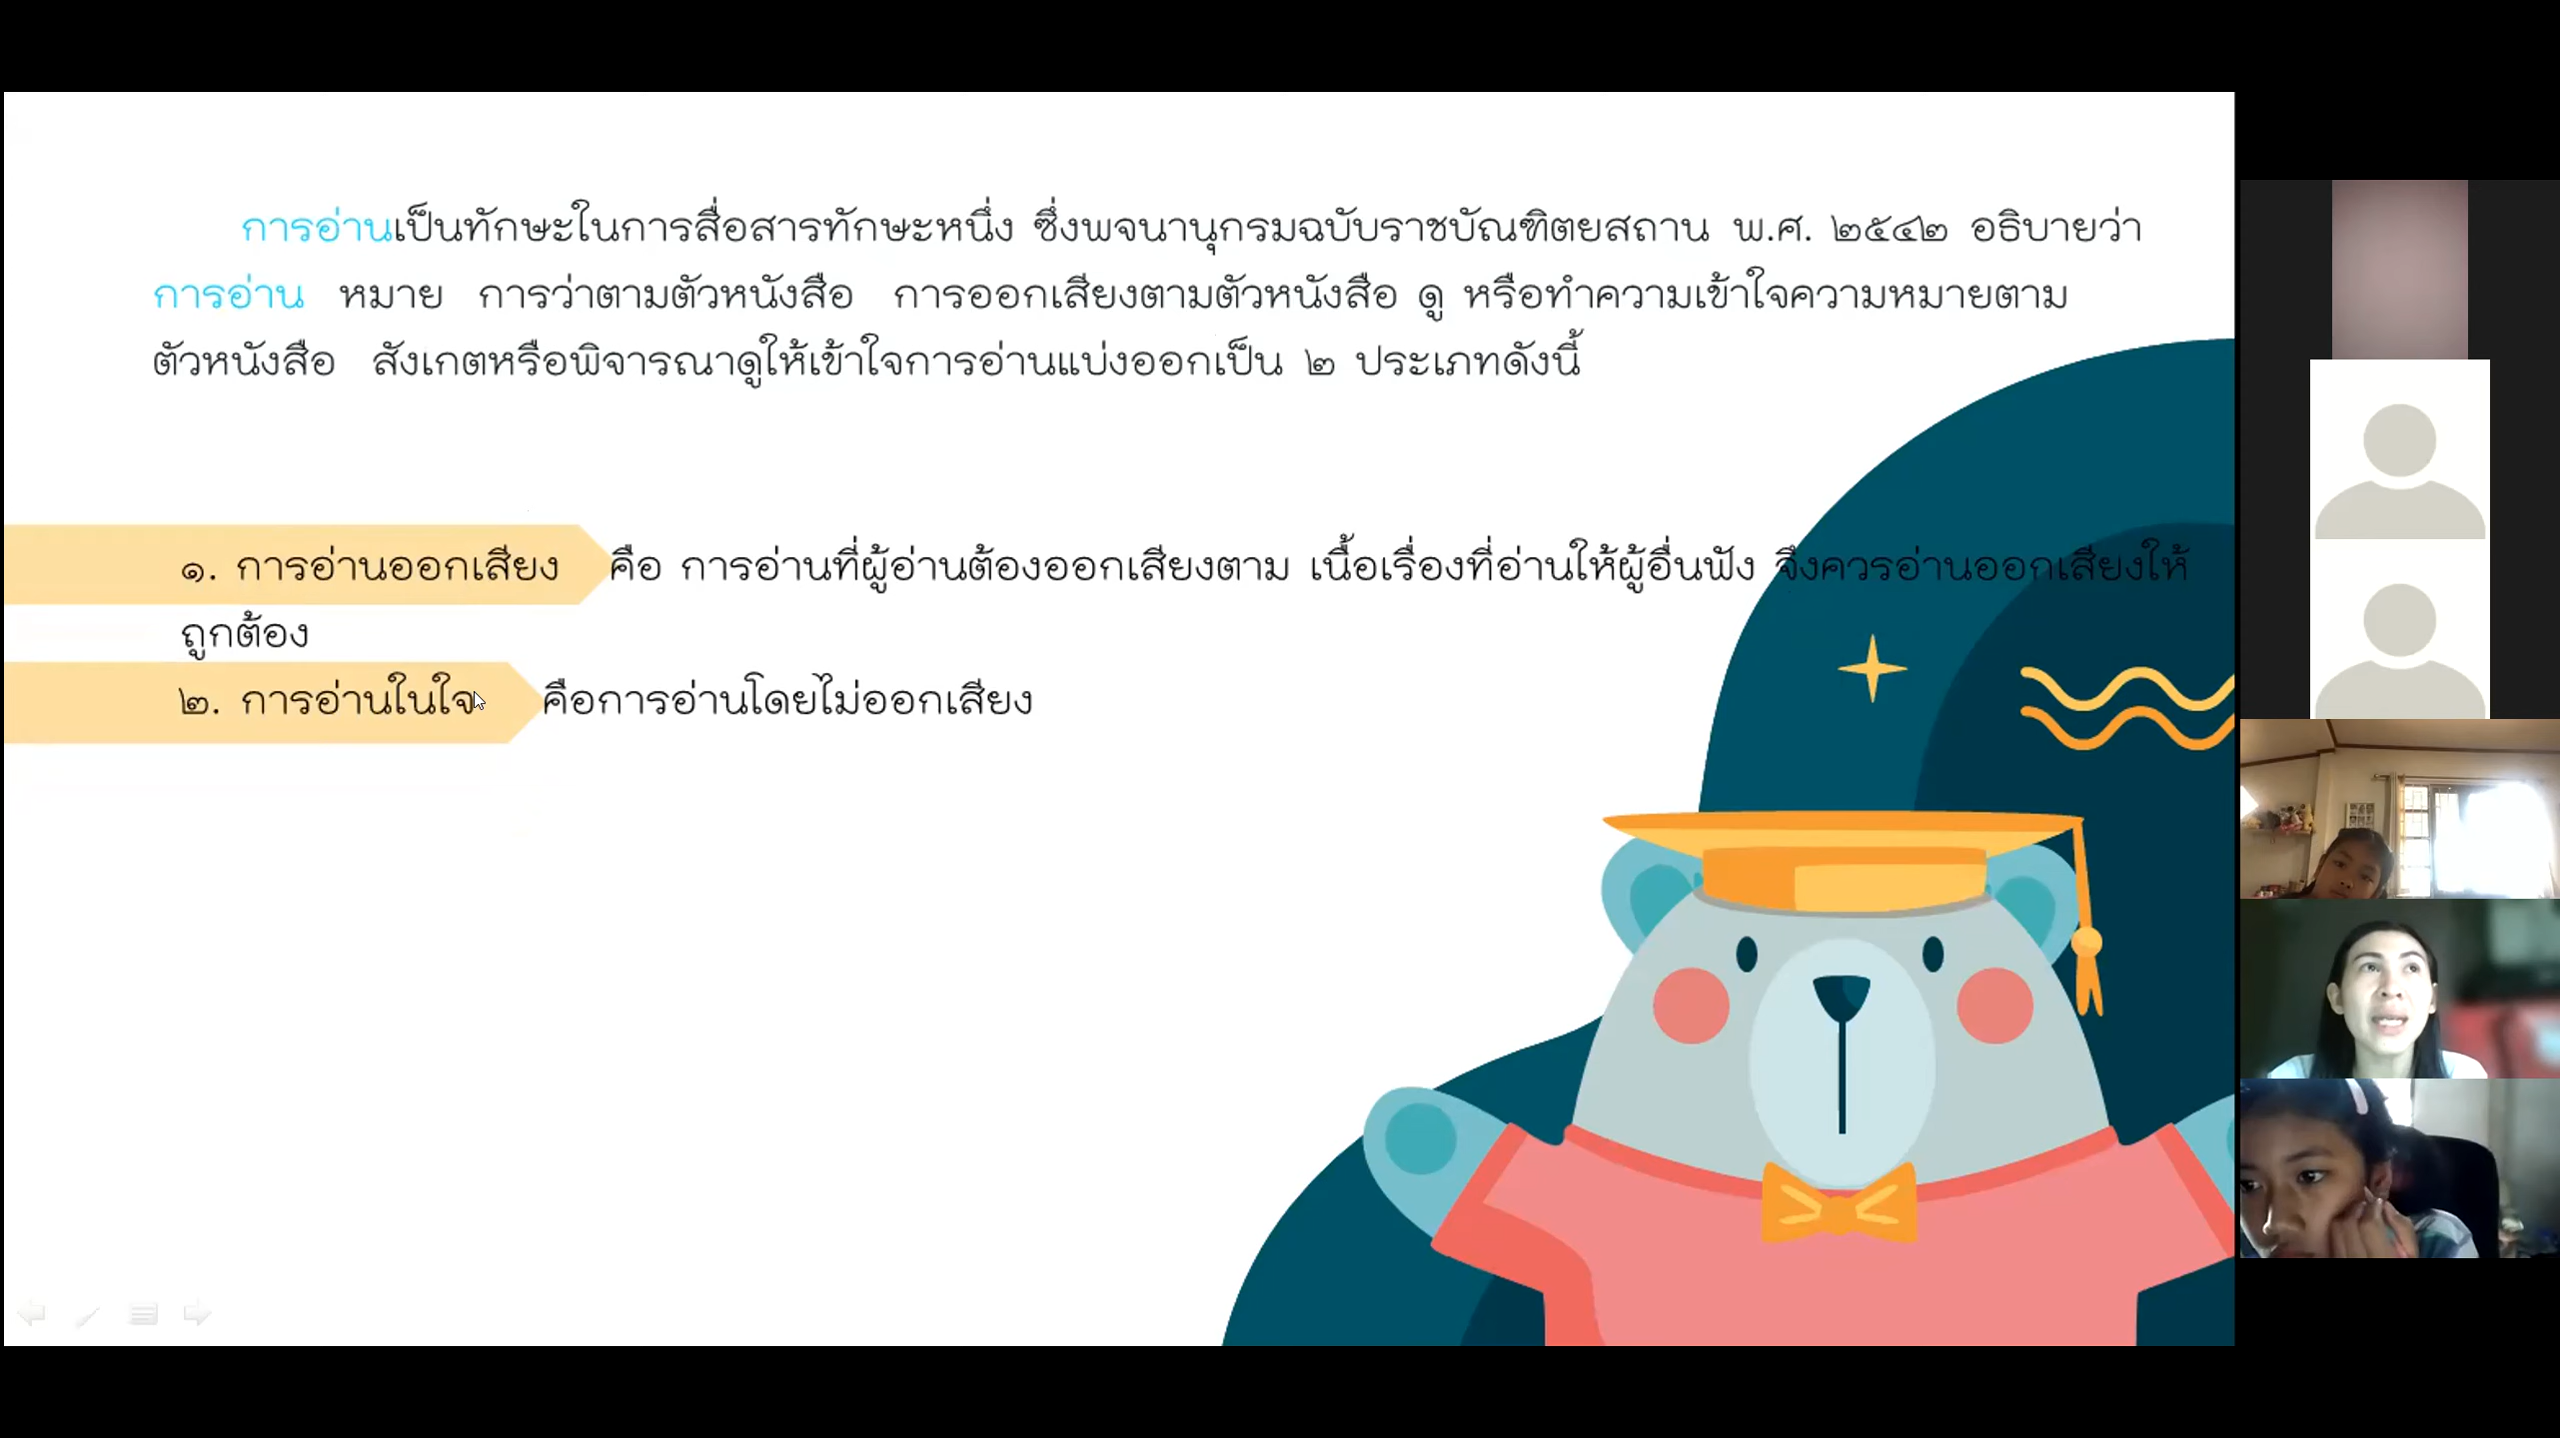 การอ่านเป็นทักษะในการสื่อสารทักษะหนึ่ง ซึ่งพจนานุกรมฉบับราชบัณฑิตยสถาน พ.ศ. ๒๕๔๒ อธิบายว่า
การอ่าน หมาย การว่าตามตัวหนังสือ การออกเสียงตามตัวหนังสือ ดู หรือทำความเข้าใจความหมายตาม
ตัวหนังสือ สังเกตหรือพิจารณาดูให้เข้าใจการอ่านแบ่งออกเป็น ๒ ประเภทดังนี้
๑. การอ่านออกเสียง คือ การอ่านที่ผู้อ่านต้องออกเสียงตาม เนื้อเรื่องที่อ่านให้ผู้อื่นฟัง จึงควรอ่านออกเสียงให้
ถูกต้อง
๒. การอ่านในใจ คือการอ่านโดยไม่ออกเสียง